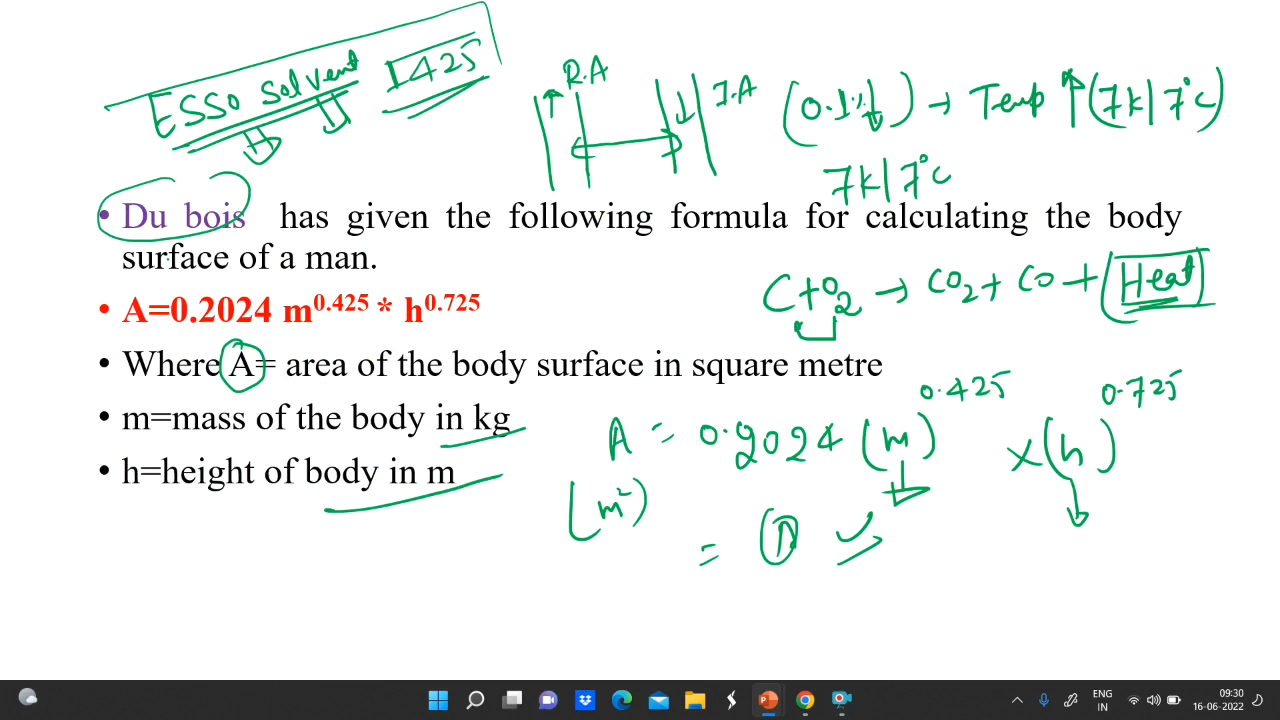 ESSO Solvent 1425
R.A
I.A
(0.1%) → Temp ↑ (7K|7°C)
7K|7°C
• Du bois has given the following formula for calculating the body
surface of a man.
C+O2 → CO2 + CO + Heat
• A=0.2024 m^0.425 * h^0.725
• Where A= area of the body surface in square metre
• m=mass of the body in kg
A = 0.2024 (m)^0.425 × (h)^0.725
• h=height of body in m
(m²)
=
ENG
IN
09:30
16-06-2022